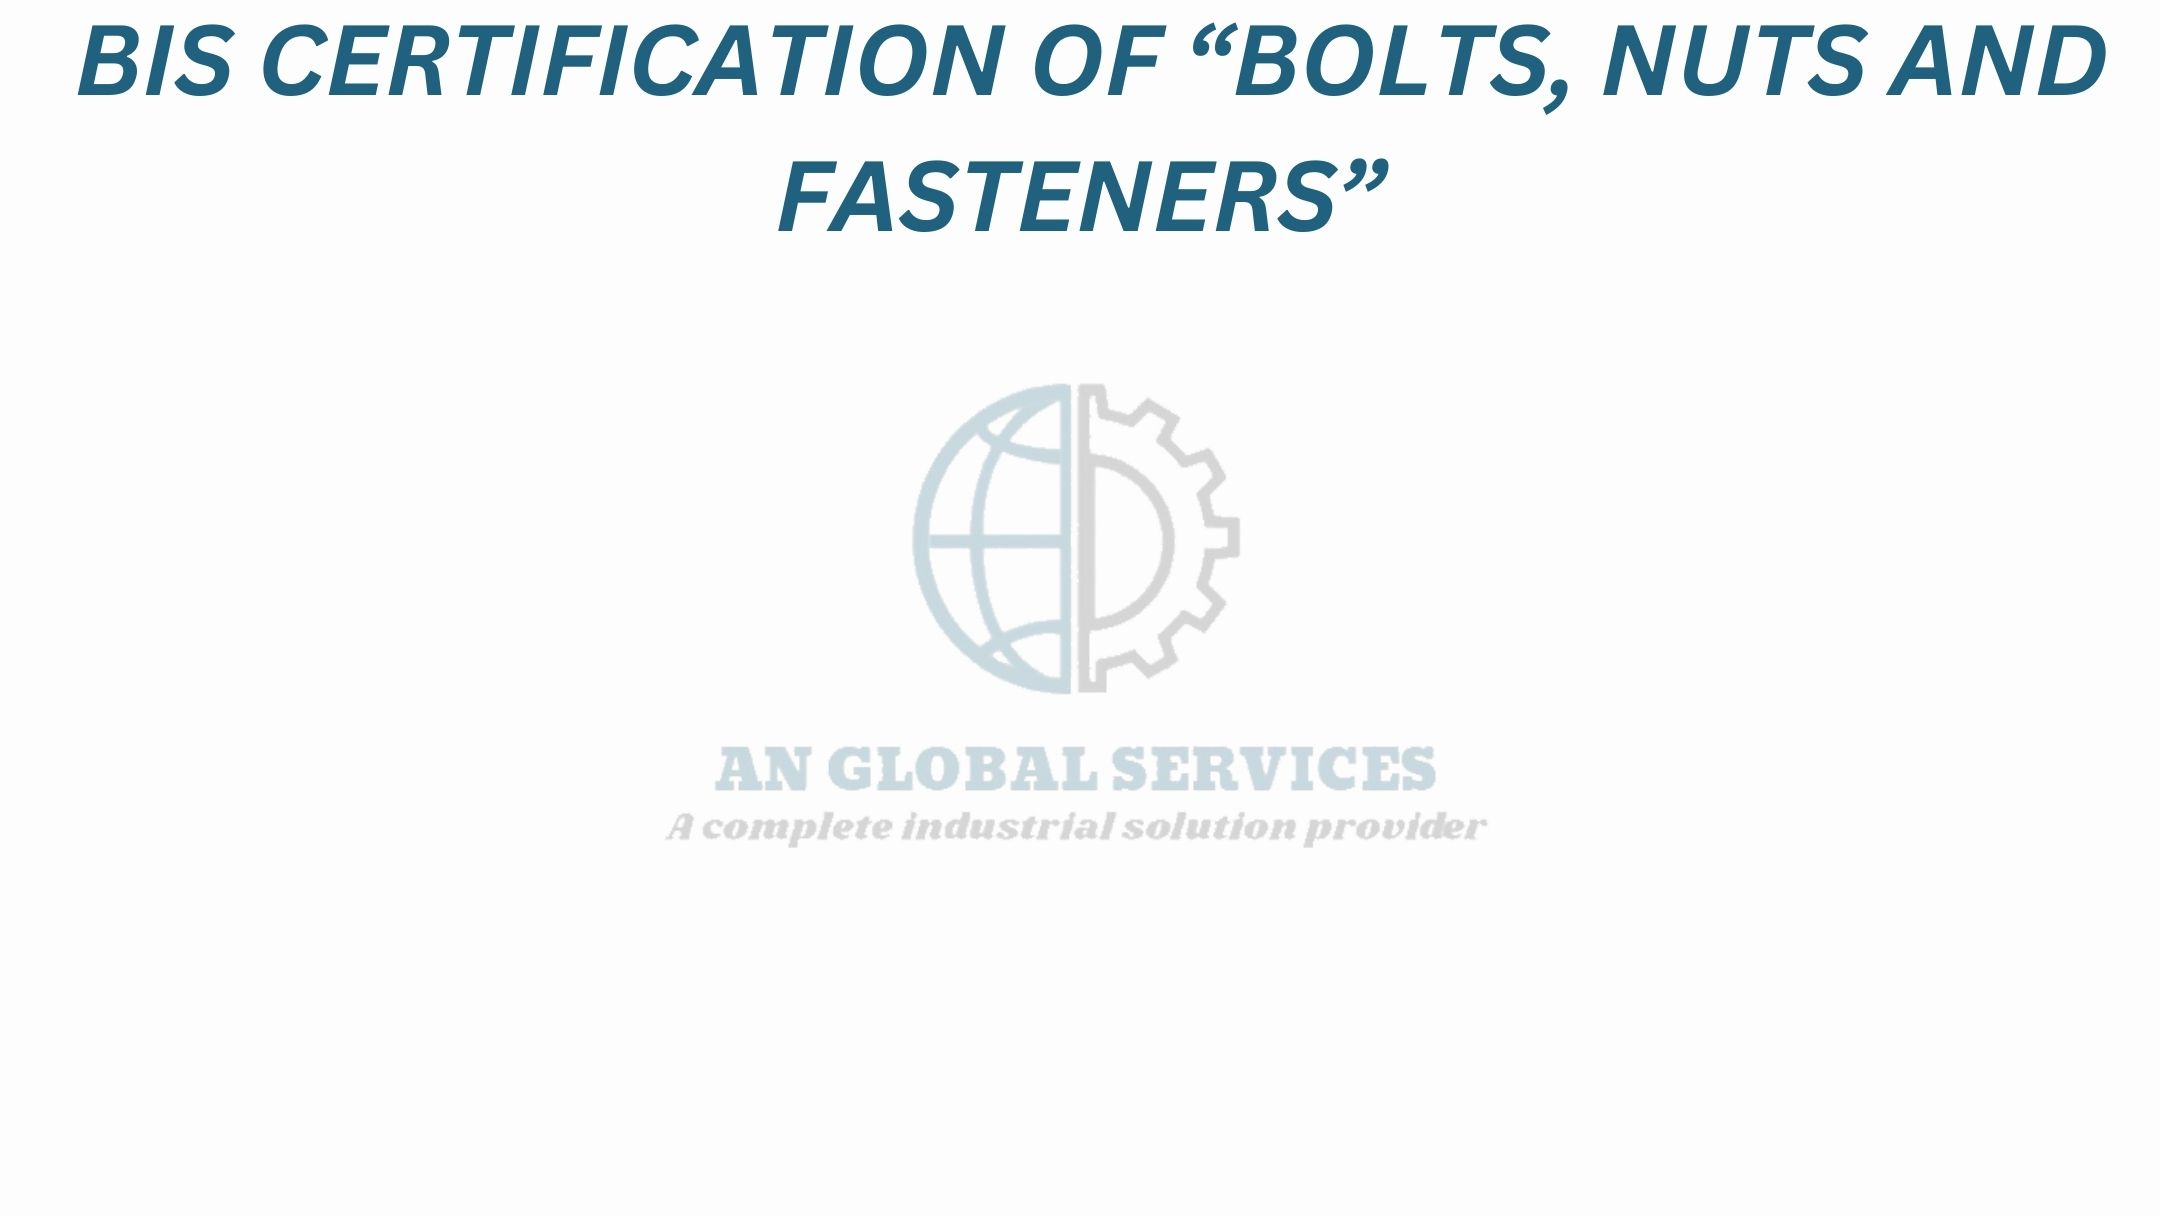 BIS CERTIFICATION OF “BOLTS, NUTS AND
FASTENERS”
AN GLOBAL SERVICES
A complete industrial solution provider